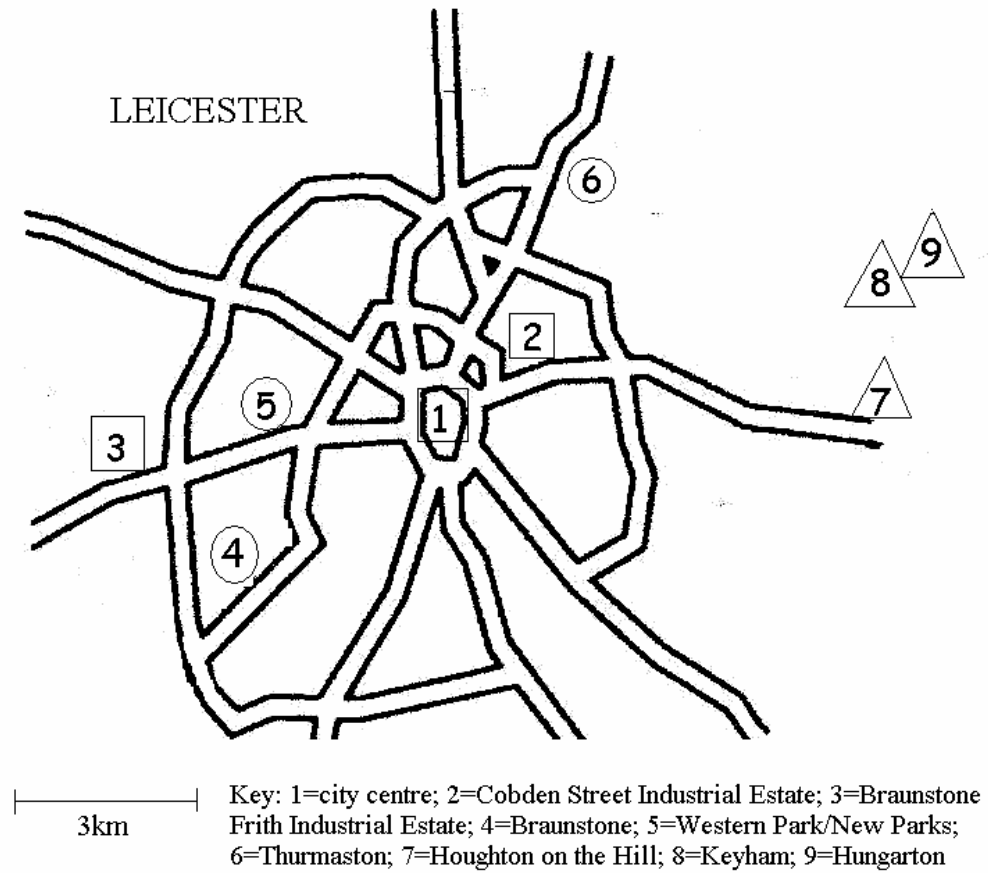 LEICESTER
6
9
8
2
7
5
1
3
4
3km
Key: 1=city centre; 2=Cobden Street Industrial Estate; 3=Braunstone
Frith Industrial Estate; 4=Braunstone; 5=Western Park/New Parks;
6=Thurmaston; 7=Houghton on the Hill; 8=Keyham; 9=Hungarton